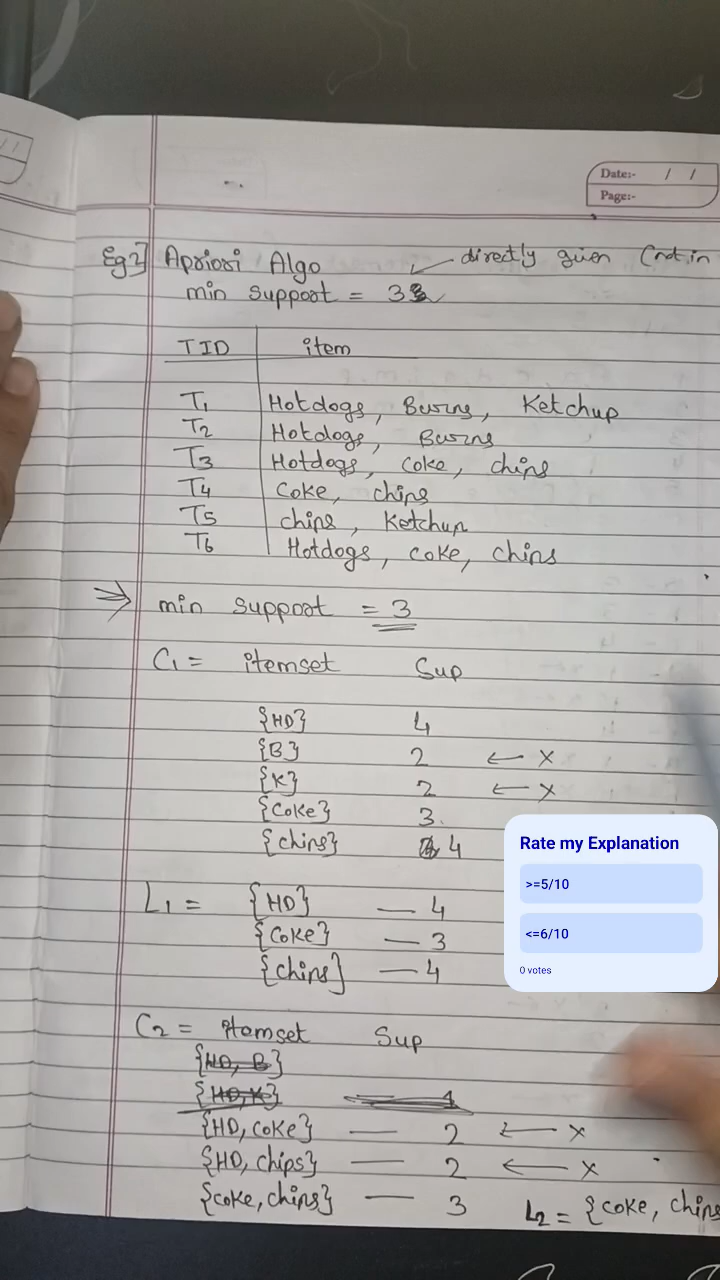 Date:- / /
Page:-
Eg2] Apriori Algo ← directly given (not in
min support = 3
TID item
T1 Hotdogs, Burns, Ketchup
T2 Hotdogs, Burns
T3 Hotdogs, Coke, chips
T4 Coke, chips
T5 chips, Ketchup
T6 Hotdogs, coke, chips
⇒ min support = 3
C1 = itemset Sup
{HD} 4
{B} 2 ← x
{K} 2 ← x
{Coke} 3.
{chips} 4
Rate my Explanation
>=5/10
<=6/10
0 votes
L1 = {HD} — 4
{Coke} — 3
{chips} — 4
C2 = itemset Sup
{HD, B}
{HD, K}
{HD, coke} — 2 ← x
{HD, chips} — 2 ← x
{coke, chips} — 3 L2 = {coke, chips